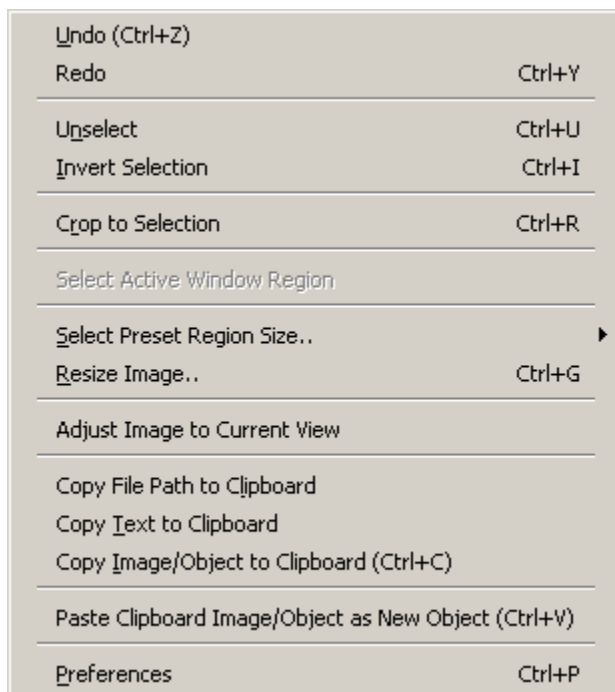 Undo (Ctrl+Z)
Redo Ctrl+Y
Unselect Ctrl+U
Invert Selection Ctrl+I
Crop to Selection Ctrl+R
Select Active Window Region
Select Preset Region Size..
Resize Image.. Ctrl+G
Adjust Image to Current View
Copy File Path to Clipboard
Copy Text to Clipboard
Copy Image/Object to Clipboard (Ctrl+C)
Paste Clipboard Image/Object as New Object (Ctrl+V)
Preferences Ctrl+P